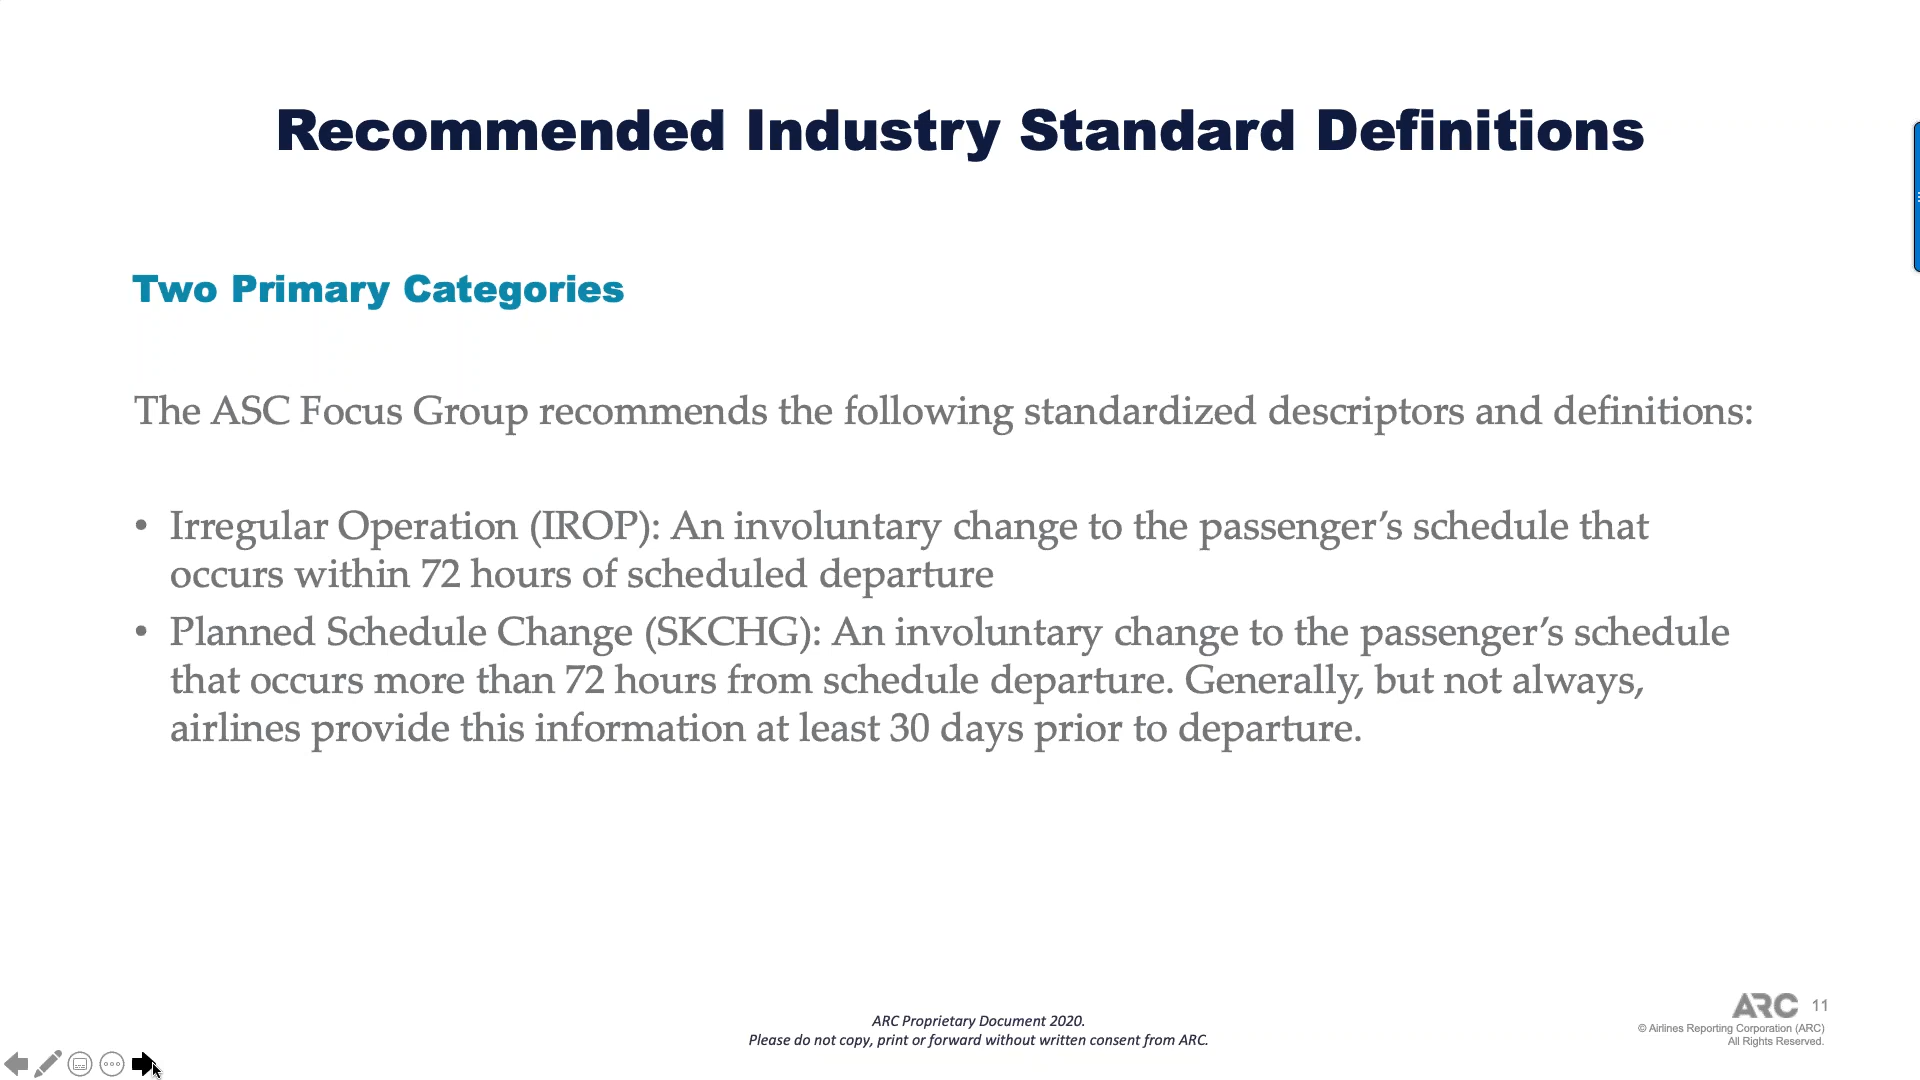 Recommended Industry Standard Definitions
Two Primary Categories
The ASC Focus Group recommends the following standardized descriptors and definitions:
• Irregular Operation (IROP): An involuntary change to the passenger’s schedule that
occurs within 72 hours of scheduled departure
• Planned Schedule Change (SKCHG): An involuntary change to the passenger’s schedule
that occurs more than 72 hours from schedule departure. Generally, but not always,
airlines provide this information at least 30 days prior to departure.
ARC Proprietary Document 2020.
Please do not copy, print or forward without written consent from ARC.
ARC 11
© Airlines Reporting Corporation (ARC)
All Rights Reserved.